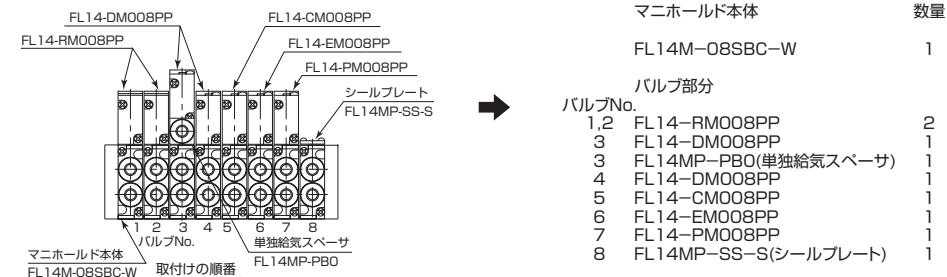 FL14-DM008PP
FL14-RM008PP
FL14-CM008PP
FL14-EM008PP
FL14-PM008PP
シールプレート
FL14MP-SS-S
1 2 3 4 5 6 7 8
バルブNo.
単独給気スペーサ
FL14MP-PB0
マニホールド本体
FL14M-08SBC-W
取付けの順番
マニホールド本体 数量
FL14M−08SBC−W 1
バルブ部分
バルブNo.
1,2 FL14−RM008PP 2
3 FL14−DM008PP 1
3 FL14MP−PB0(単独給気スペーサ) 1
4 FL14−DM008PP 1
5 FL14−CM008PP 1
6 FL14−EM008PP 1
7 FL14−PM008PP 1
8 FL14MP−SS−S(シールプレート) 1